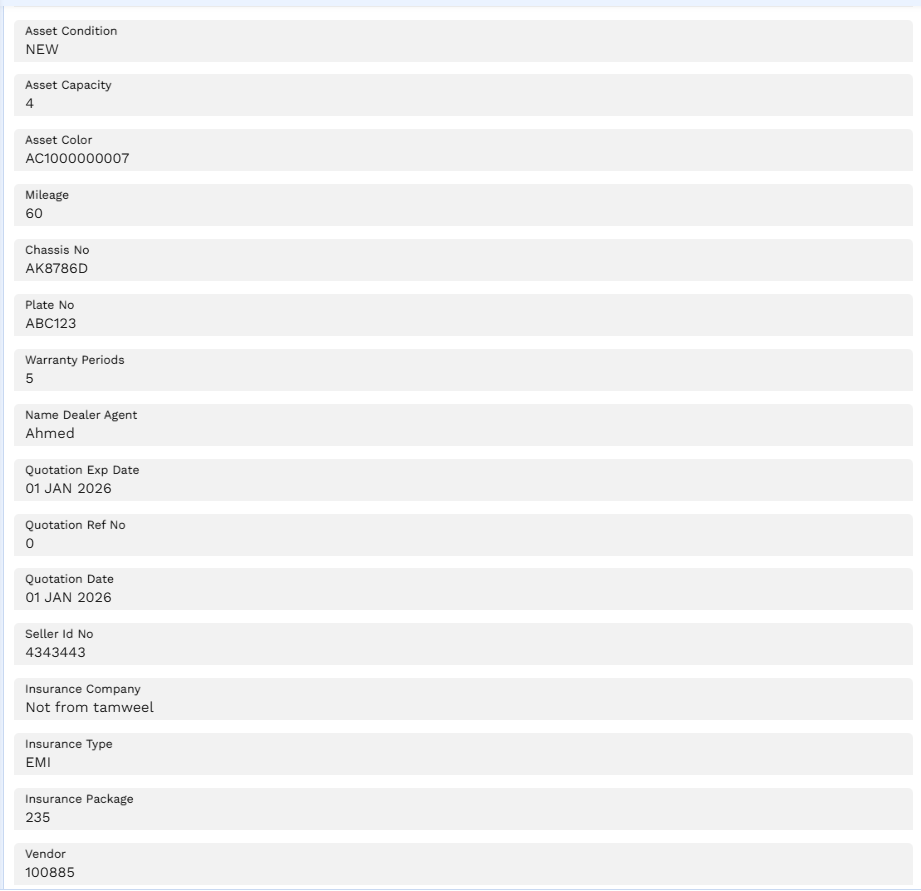 Asset Condition
NEW
Asset Capacity
4
Asset Color
AC1000000007
Mileage
60
Chassis No
AK8786D
Plate No
ABC123
Warranty Periods
5
Name Dealer Agent
Ahmed
Quotation Exp Date
01 JAN 2026
Quotation Ref No
0
Quotation Date
01 JAN 2026
Seller Id No
4343443
Insurance Company
Not from tamweel
Insurance Type
EMI
Insurance Package
235
Vendor
100885